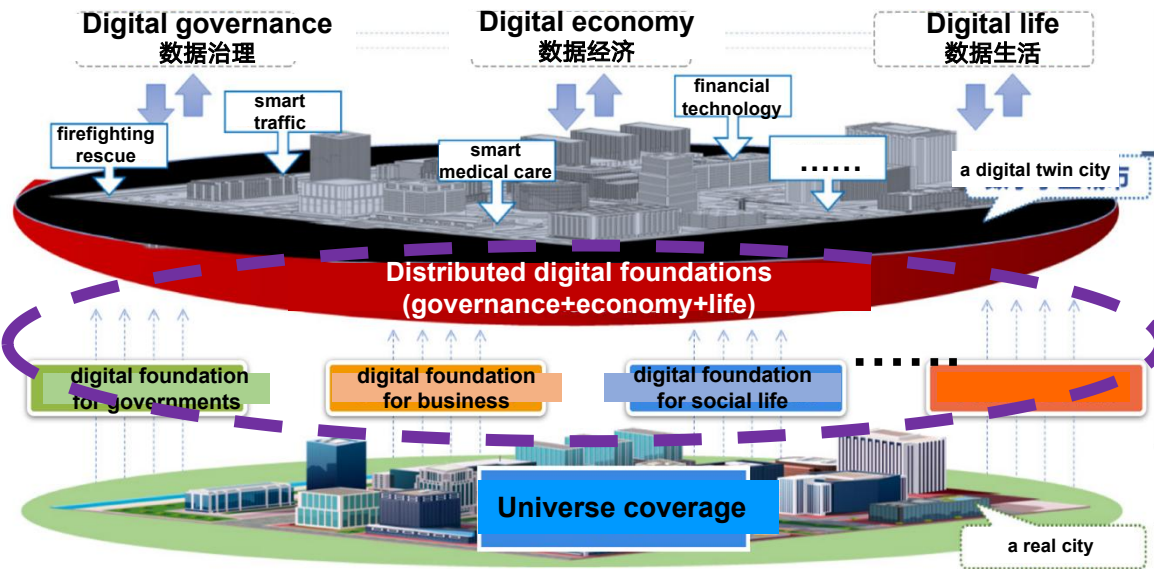 Digital governance
数据治理
Digital economy
数据经济
Digital life
数据生活
firefighting
rescue
smart
traffic
smart
medical care
financial
technology
......
a digital twin city
Distributed digital foundations
(governance+economy+life)
digital foundation
for governments
digital foundation
for business
digital foundation
for social life
......
Universe coverage
a real city